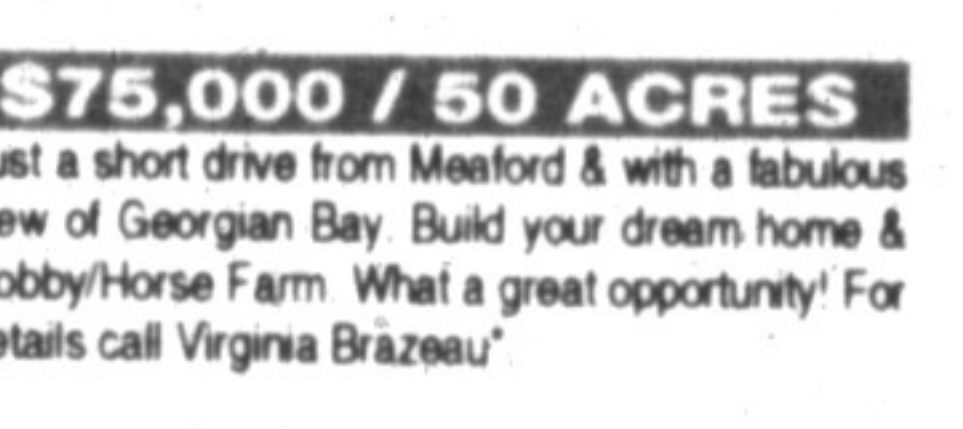 $75,000 / 50 ACRES
ust a short drive from Meaford & with a fabulous
ew of Georgian Bay. Build your dream home &
obby/Horse Farm. What a great opportunity! For
etails call Virginia Brazeau*